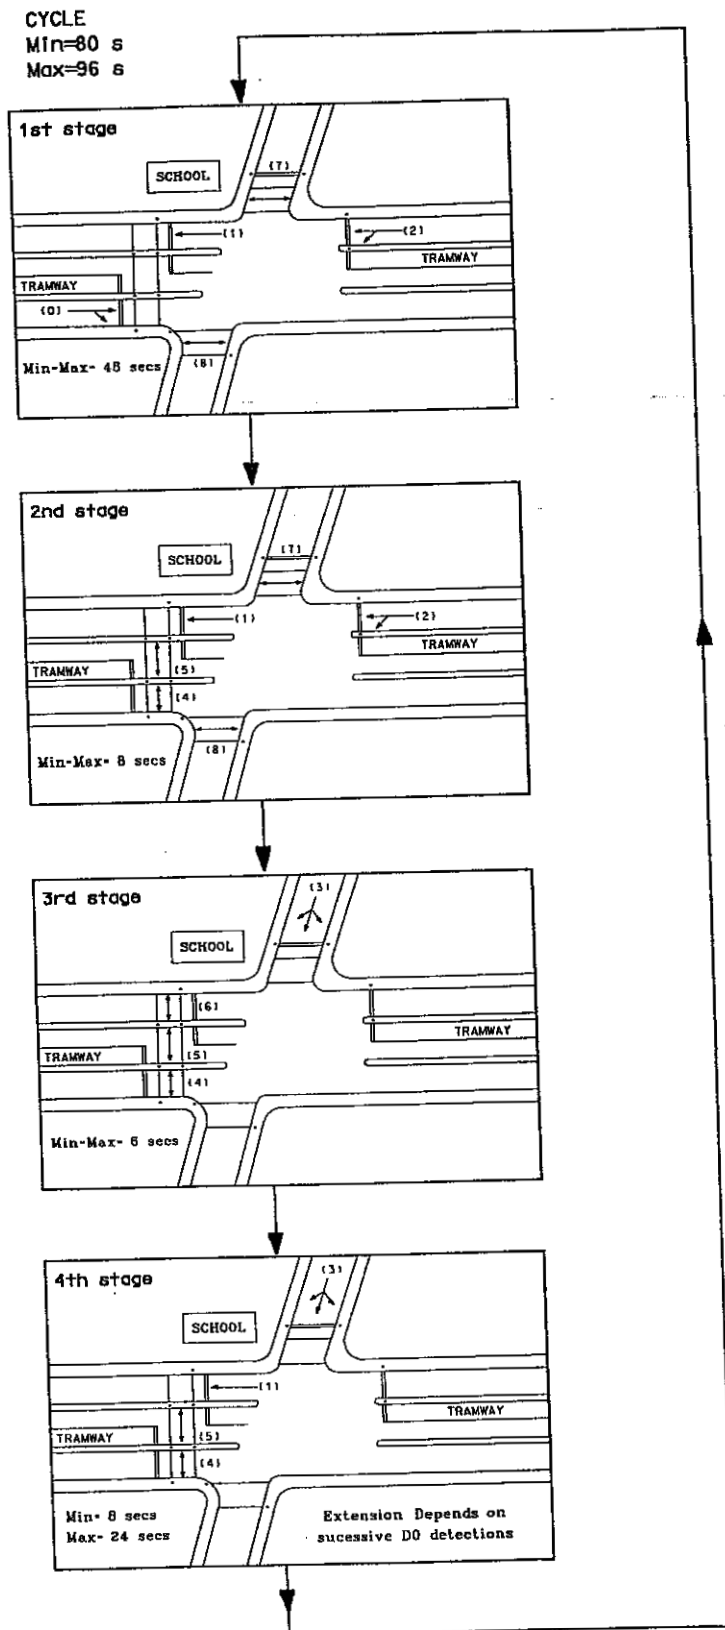 CYCLE
Min=80 s
Max=96 s
1st stage
(7)
SCHOOL
(1)
(2)
TRAMWAY
TRAMWAY
(0)
Min-Max- 45 secs
(8)
2nd stage
(7)
SCHOOL
(1)
(2)
TRAMWAY
TRAMWAY
(5)
(4)
(8)
Min-Max- 8 secs
3rd stage
(3)
SCHOOL
(6)
TRAMWAY
TRAMWAY
(5)
(4)
Min-Max- 6 secs
4th stage
(3)
SCHOOL
(1)
TRAMWAY
TRAMWAY
(5)
(4)
Min- 8 secs
Max- 24 secs
Extension Depends on
sucessive D0 detections